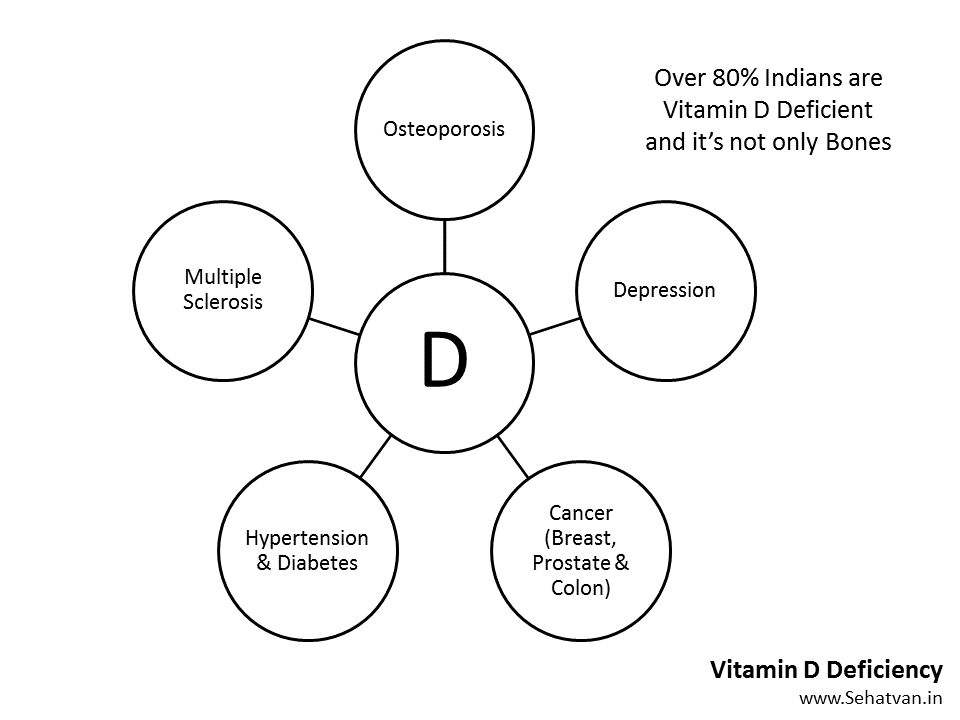 Over 80% Indians are
Vitamin D Deficient
and it's not only Bones
Osteoporosis
Multiple
Sclerosis
Depression
D
Hypertension
& Diabetes
Cancer
(Breast,
Prostate &
Colon)
Vitamin D Deficiency
www.Sehatvan.in